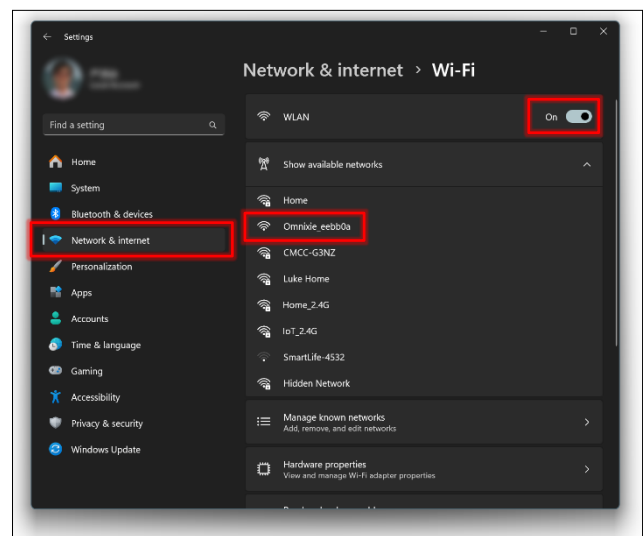 Settings
Network & internet > Wi-Fi
Find a setting
WLAN
On
Home
System
Bluetooth & devices
Network & internet
Personalization
Apps
Accounts
Time & language
Gaming
Accessibility
Privacy & security
Windows Update
Show available networks
Home
Omnixie_eebb0a
CMCC-G3NZ
Luke Home
Home_2.4G
IoT_2.4G
SmartLife-4532
Hidden Network
Manage known networks
Add, remove, and edit networks
Hardware properties
View and manage Wi-Fi adapter properties